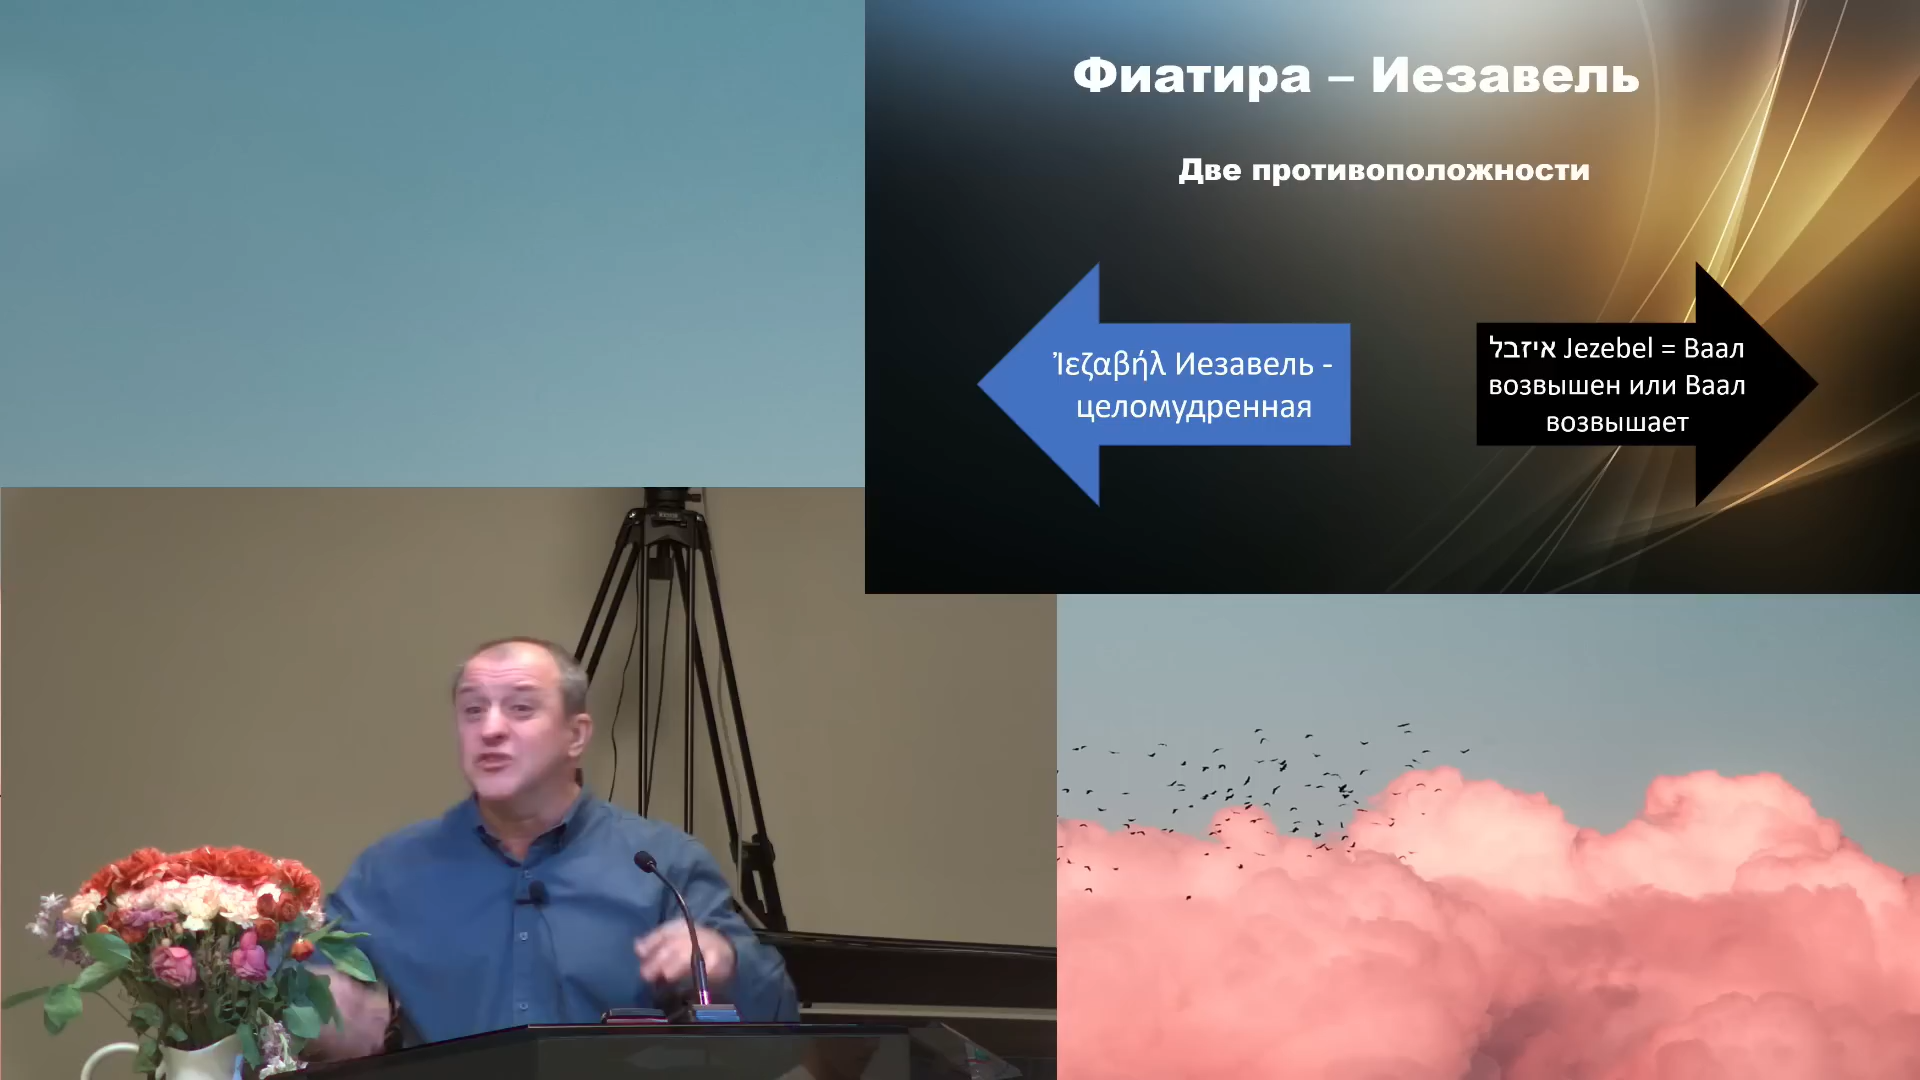 Фиатира – Иезавель
Две противоположности
Ἰεζαβήλ Иезавель -
целомудренная
איזבל Jezebel = Ваал
возвышен или Ваал
возвышает